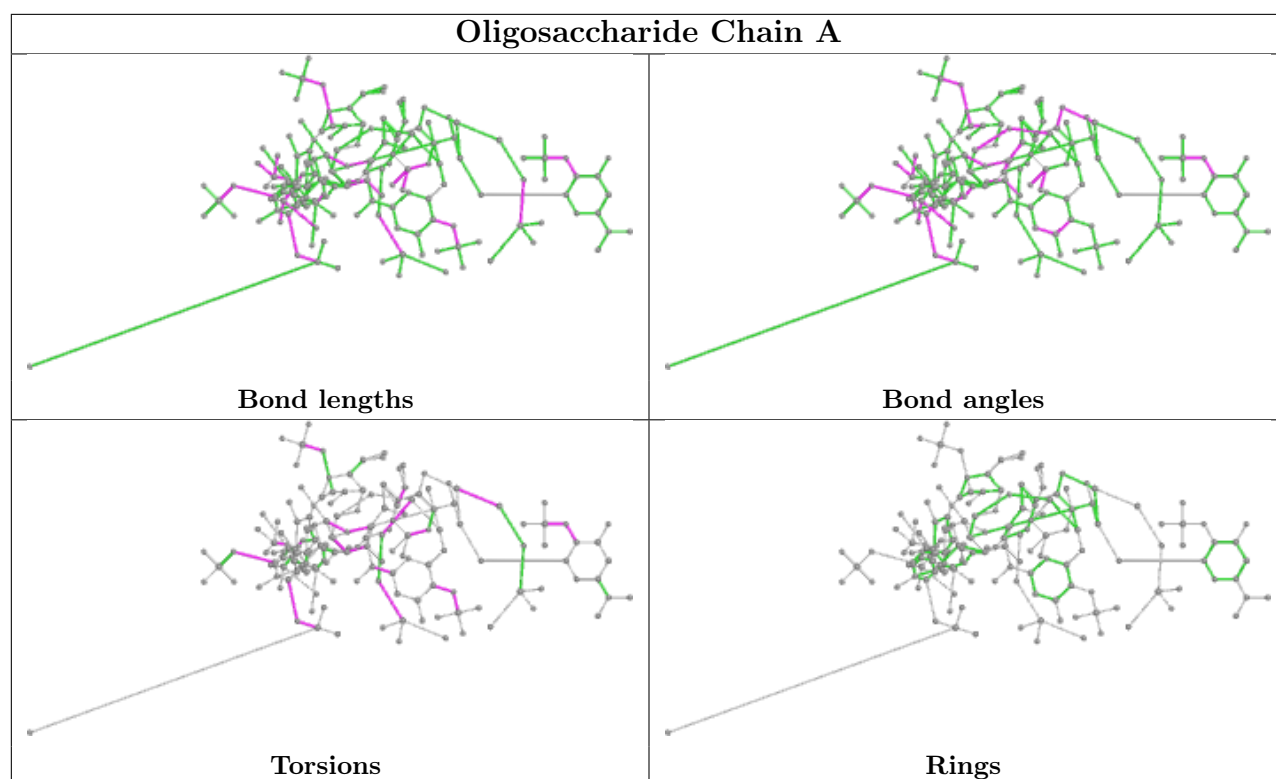 Oligosaccharide Chain A
Bond lengths
Bond angles
Torsions
Rings